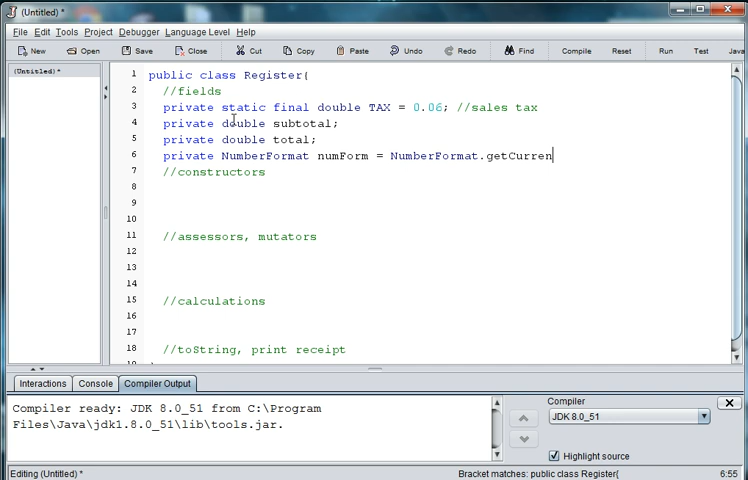 (Untitled) *
File Edit Tools Project Debugger Language Level Help
New Open Save Close Cut Copy Paste Undo Redo Find Compile Reset Run Test Java
(Untitled)*
1 public class Register{
2 //fields
3 private static final double TAX = 0.06; //sales tax
4 private double subtotal;
5 private double total;
6 private NumberFormat numForm = NumberFormat.getCurren
7 //constructors
8
9
10
11 //assessors, mutators
12
13
14
15 //calculations
16
17
18 //toString, print receipt
Interactions Console Compiler Output
Compiler ready: JDK 8.0_51 from C:\Program
Files\Java\jdk1.8.0_51\lib\tools.jar.
Compiler
JDK 8.0_51
Highlight source
Editing (Untitled) * Bracket matches: public class Register{ 6:55